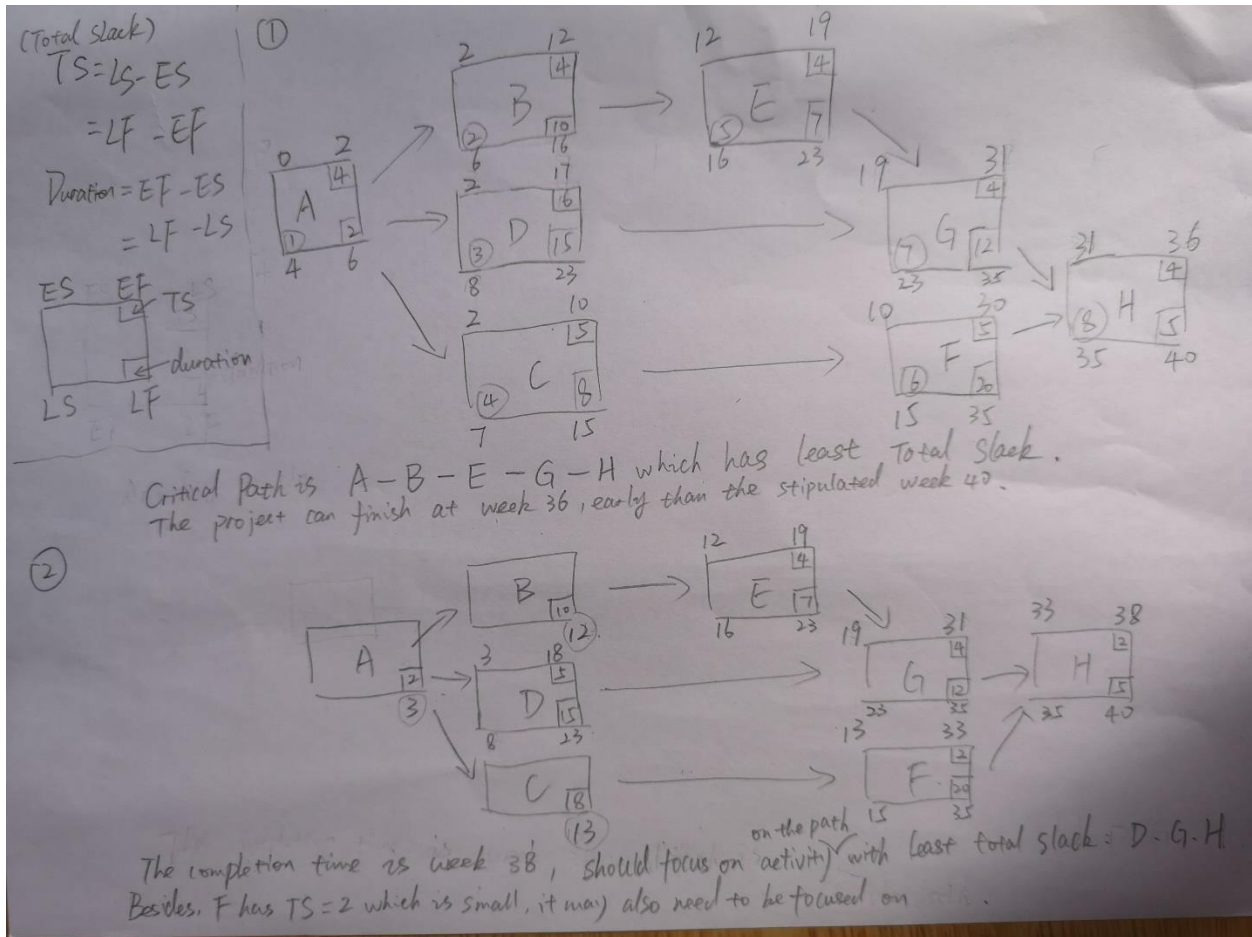 (Total Slack)
TS=LS-ES
=LF-EF
Duration=EF-ES
=LF-LS
ES EF
TS
duration
LS LF
①
0 2
4
A
① 2
4 6
2 12
4
B
② 10
6 16
2 17
6
D
③ 15
8 23
2 10
5
C
④ 8
7 15
12 19
4
E
⑤ 7
16 23
19 31
4
G
⑦ 12
23 35
10 30
5
F
⑥ 20
15 35
31 36
4
H
⑧ 5
35 40
Critical Path is A-B-E-G-H which has least Total Slack.
The project can finish at week 36, early than the stipulated week 40.
②
A
12
③
B
10
⑫
3 18
5
D
15
8 23
C
8
⑬
12 19
4
E
7
16 23
19 31
4
G
12
23 35
13 33
2
F
20
15 35
33 38
2
H
5
35 40
on the path
The completion time is week 38, should focus on activity with least total slack: D-G-H
Besides, F has TS=2 which is small, it may also need to be focused on .